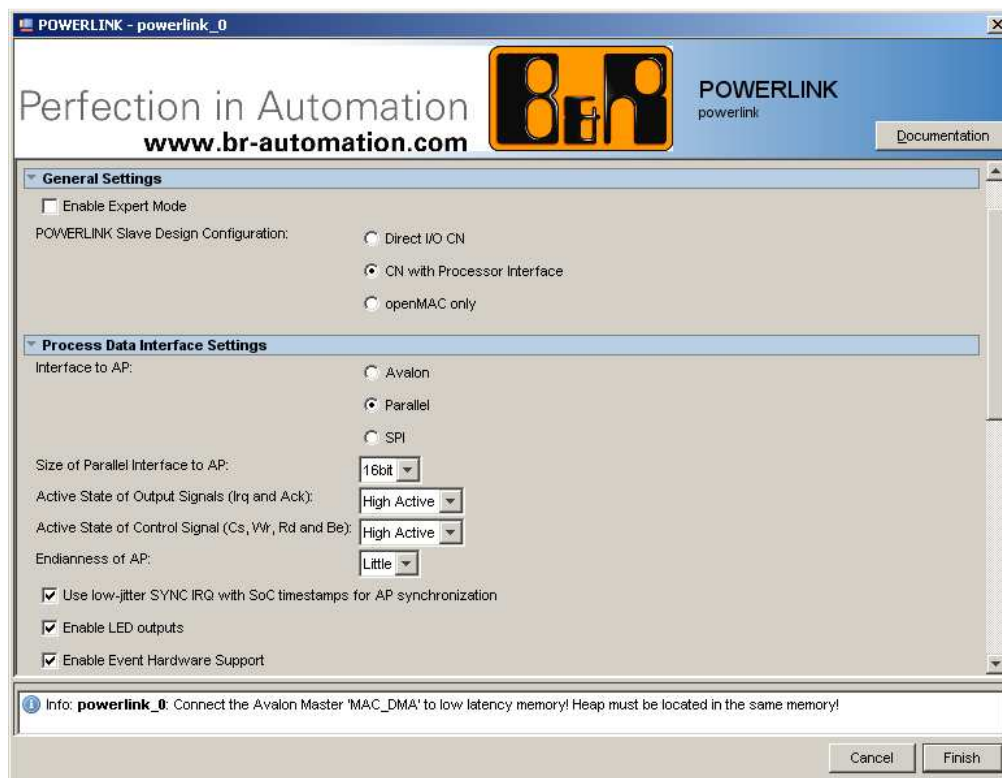 POWERLINK - powerlink_0
Perfection in Automation
www.br-automation.com
B&R
POWERLINK
powerlink
Documentation
General Settings
Enable Expert Mode
POWERLINK Slave Design Configuration:
Direct I/O CN
CN with Processor Interface
openMAC only
Process Data Interface Settings
Interface to AP:
Avalon
Parallel
SPI
Size of Parallel Interface to AP:
16bit
Active State of Output Signals (Irq and Ack):
High Active
Active State of Control Signal (Cs, Wr, Rd and Be):
High Active
Endianness of AP:
Little
Use low-jitter SYNC IRQ with SoC timestamps for AP synchronization
Enable LED outputs
Enable Event Hardware Support
Info: powerlink_0: Connect the Avalon Master 'MAC_DMA' to low latency memory! Heap must be located in the same memory!
Cancel
Finish